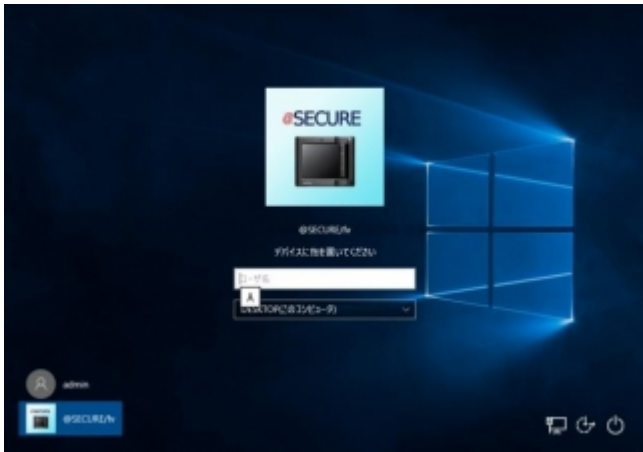 @SECURE
@SECURE/fv
デバイスに指を置いてください
ユーザ名
A
DESKTOP(このコンピュータ)
admin
@SECURE/fv